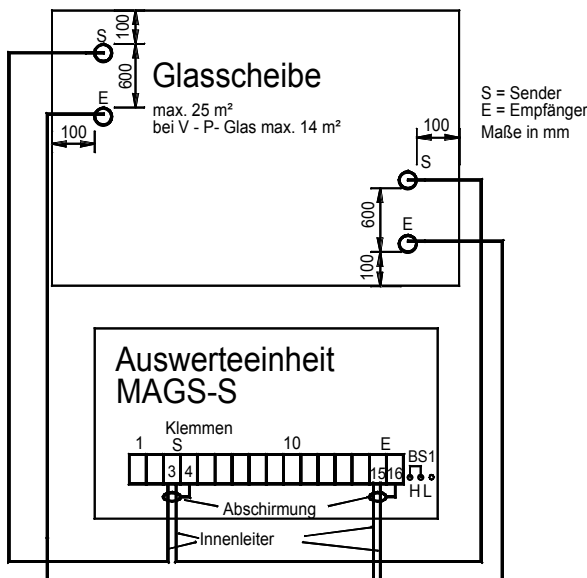 100
S
600
Glasscheibe
E
max. 25 m²
bei V - P- Glas max. 14 m²
100
S = Sender
E = Empfänger
Maße in mm
100
S
600
E
100
Auswerteeinheit
MAGS-S
Klemmen
1 S 10 E
BS1
3 4 15 16
H L
Abschirmung
Innenleiter